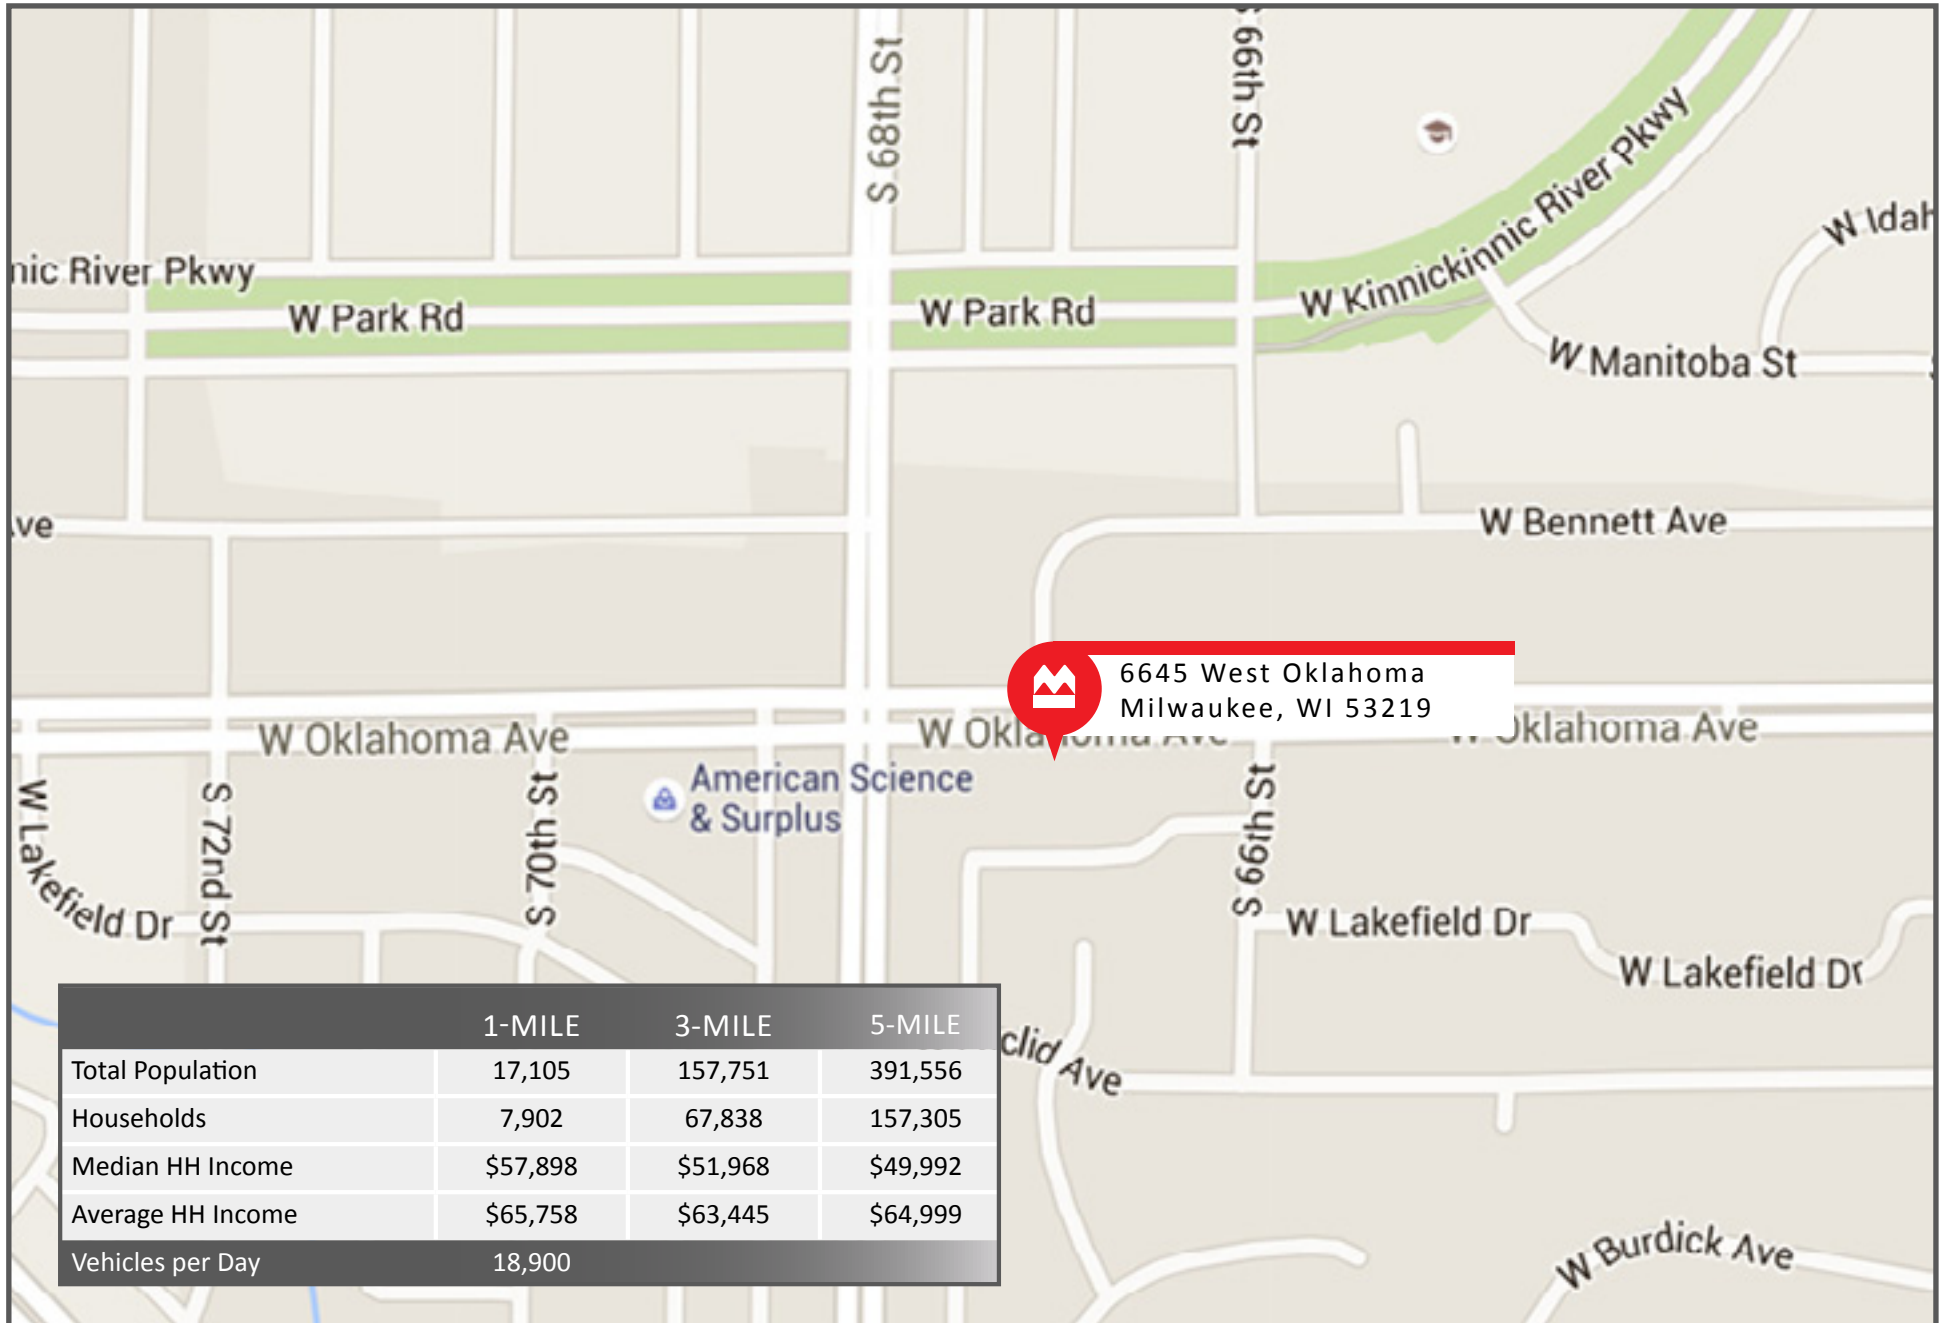 S 68th St
S 66th St
W Kinnickinnic River Pkwy
W Idah
nic River Pkwy
W Park Rd
W Park Rd
W Manitoba St
ve
W Bennett Ave
6645 West Oklahoma
Milwaukee, WI 53219
W Oklahoma Ave
W Oklahoma Ave
W Oklahoma Ave
American Science
& Surplus
W Lakefield Dr
S 72nd St
S 70th St
S 66th St
W Lakefield Dr
W Lakefield Dr
clid Ave
W Burdick Ave
1-MILE 3-MILE 5-MILE
Total Population 17,105 157,751 391,556
Households 7,902 67,838 157,305
Median HH Income $57,898 $51,968 $49,992
Average HH Income $65,758 $63,445 $64,999
Vehicles per Day 18,900